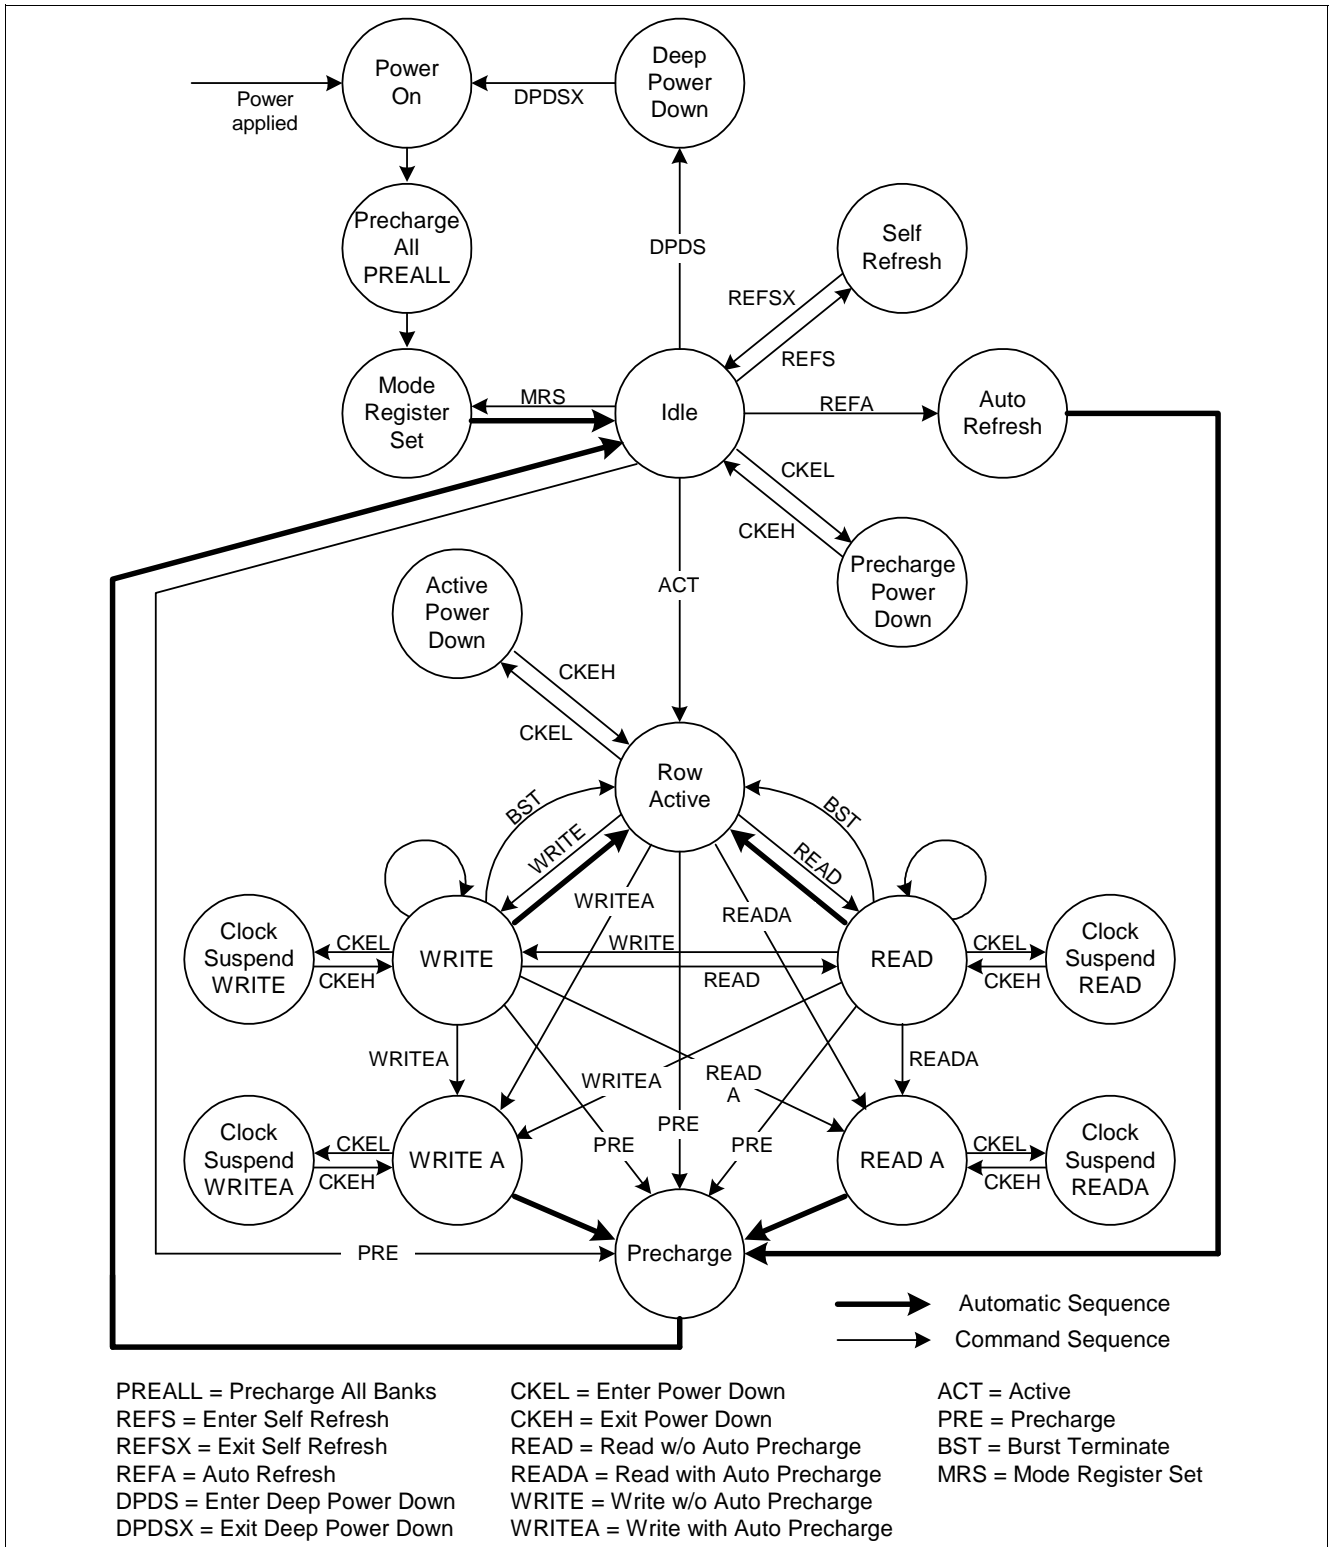 Power
On
Deep
Power
Down
Power
applied
DPDSX
Precharge
All
PREALL
DPDS
Self
Refresh
REFSX
REFS
Mode
Register
Set
MRS
Idle
REFA
Auto
Refresh
CKEL
CKEH
Precharge
Power
Down
ACT
Active
Power
Down
CKEH
CKEL
Row
Active
BST
WRITE
READ
BST
WRITEA
READA
Clock
Suspend
WRITE
CKEL
CKEH
WRITE
WRITE
READ
READ
CKEL
CKEH
Clock
Suspend
READ
WRITEA
WRITEA
READ
A
READA
Clock
Suspend
WRITEA
CKEL
CKEH
WRITE A
PRE
PRE
PRE
READ A
CKEL
CKEH
Clock
Suspend
READA
PRE
Precharge
Automatic Sequence
Command Sequence
PREALL = Precharge All Banks
REFS = Enter Self Refresh
REFSX = Exit Self Refresh
REFA = Auto Refresh
DPDS = Enter Deep Power Down
DPDSX = Exit Deep Power Down
CKEL = Enter Power Down
CKEH = Exit Power Down
READ = Read w/o Auto Precharge
READA = Read with Auto Precharge
WRITE = Write w/o Auto Precharge
WRITEA = Write with Auto Precharge
ACT = Active
PRE = Precharge
BST = Burst Terminate
MRS = Mode Register Set